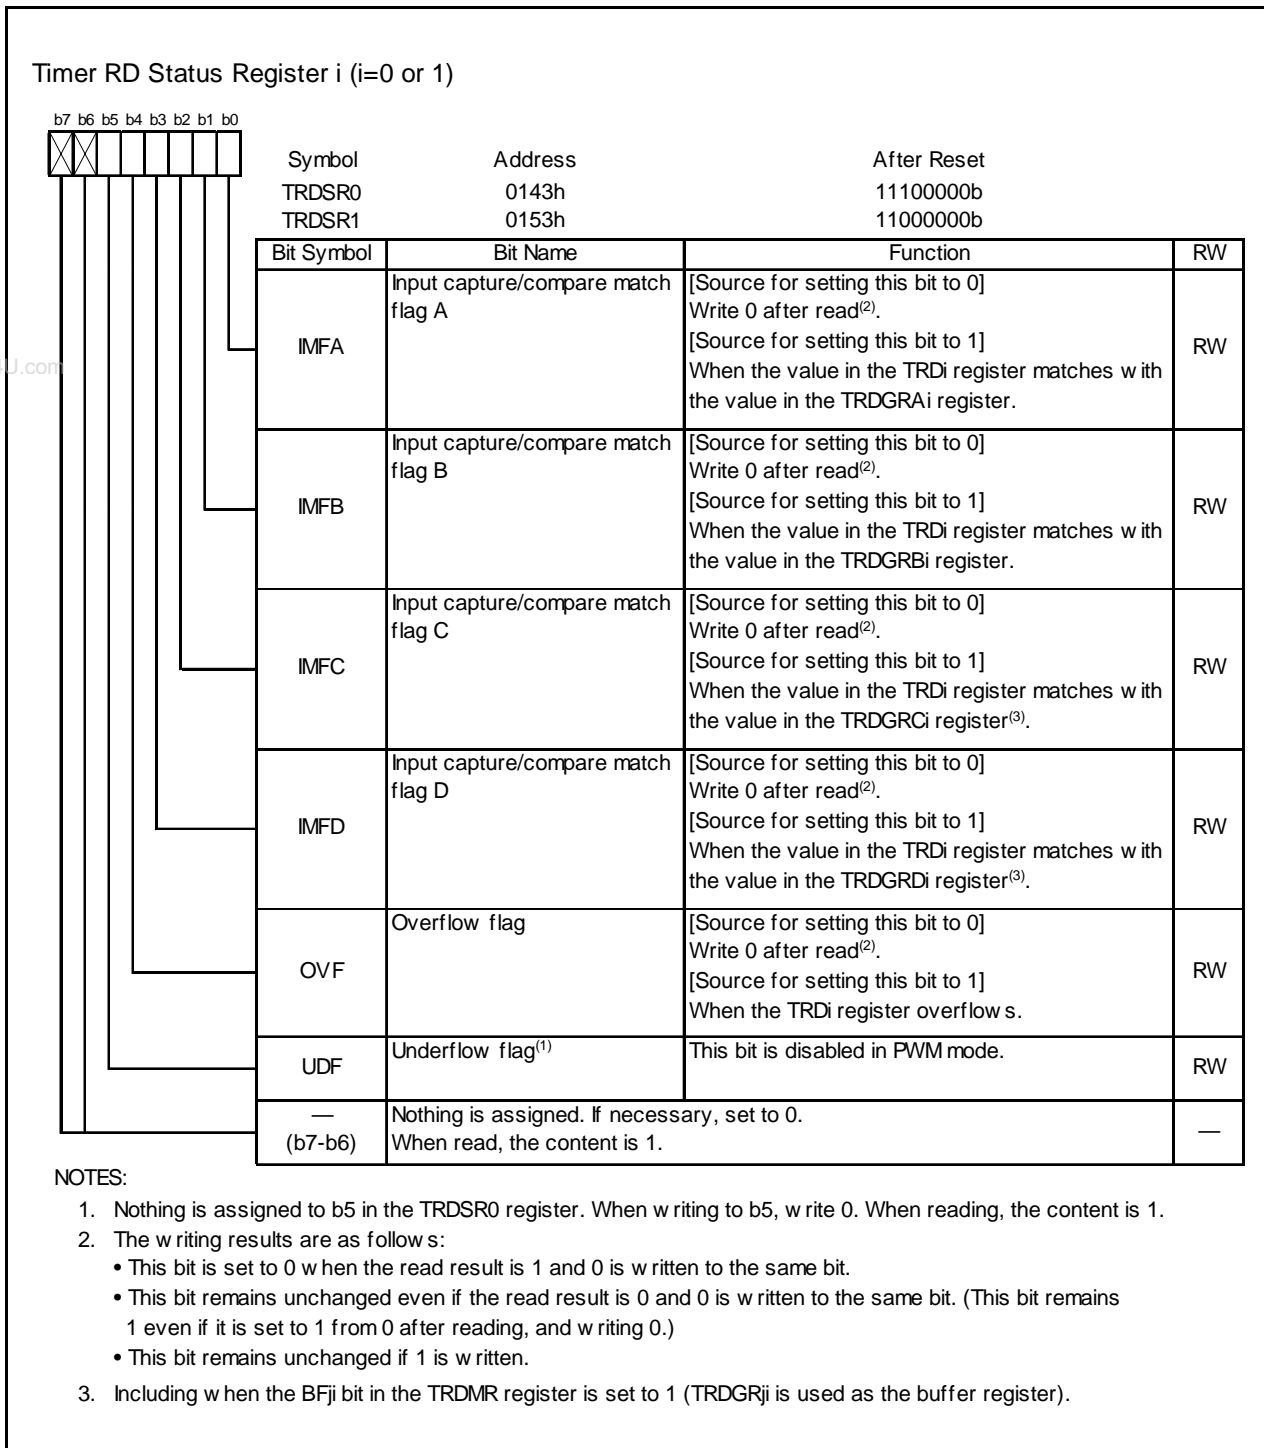 Timer RD Status Register i (i=0 or 1)
b7 b6 b5 b4 b3 b2 b1 b0
Symbol Address After Reset
TRDSR0 0143h 11100000b
TRDSR1 0153h 11000000b
Bit Symbol Bit Name Function RW
IMFA Input capture/compare match flag A RW
[Source for setting this bit to 0]
Write 0 after read(2).
[Source for setting this bit to 1]
When the value in the TRDi register matches with
the value in the TRDGRAi register.
IMFB Input capture/compare match flag B RW
[Source for setting this bit to 0]
Write 0 after read(2).
[Source for setting this bit to 1]
When the value in the TRDi register matches with
the value in the TRDGRBi register.
IMFC Input capture/compare match flag C RW
[Source for setting this bit to 0]
Write 0 after read(2).
[Source for setting this bit to 1]
When the value in the TRDi register matches with
the value in the TRDGRCi register(3).
IMFD Input capture/compare match flag D RW
[Source for setting this bit to 0]
Write 0 after read(2).
[Source for setting this bit to 1]
When the value in the TRDi register matches with
the value in the TRDGRDi register(3).
OVF Overflow flag RW
[Source for setting this bit to 0]
Write 0 after read(2).
[Source for setting this bit to 1]
When the TRDi register overflows.
UDF Underflow flag(1) This bit is disabled in PWM mode. RW
— (b7-b6) Nothing is assigned. If necessary, set to 0. —
When read, the content is 1.
U.com
NOTES:
1. Nothing is assigned to b5 in the TRDSR0 register. When writing to b5, write 0. When reading, the content is 1.
2. The writing results are as follows:
• This bit is set to 0 when the read result is 1 and 0 is written to the same bit.
• This bit remains unchanged even if the read result is 0 and 0 is written to the same bit. (This bit remains
1 even if it is set to 1 from 0 after reading, and writing 0.)
• This bit remains unchanged if 1 is written.
3. Including when the BFji bit in the TRDMR register is set to 1 (TRDGRji is used as the buffer register).